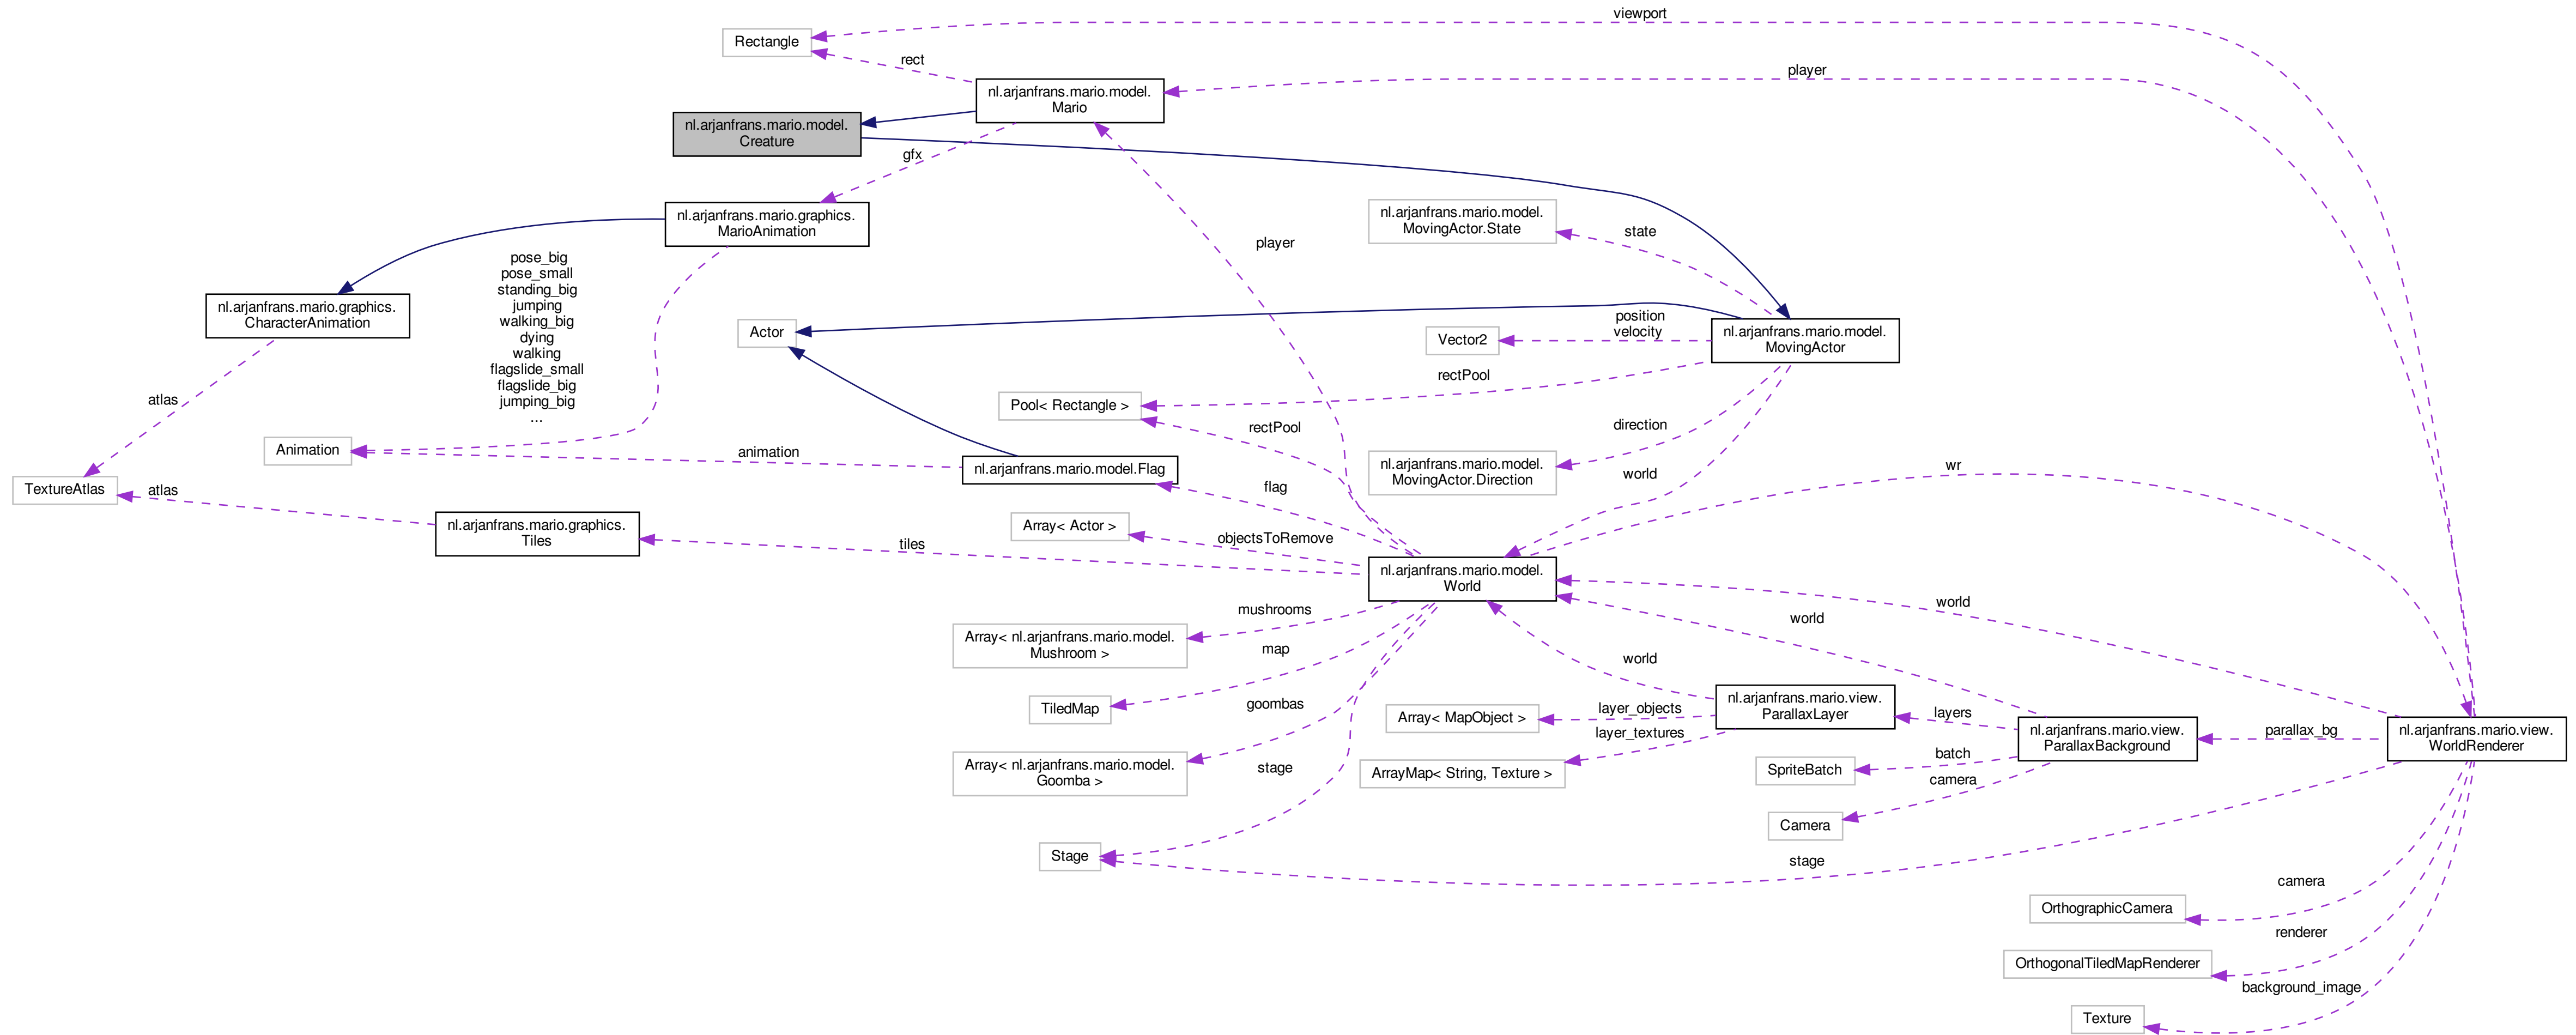 viewport
Rectangle
rect
player
nl.arjanfrans.mario.model.
Mario
nl.arjanfrans.mario.model.
Creature
gfx
nl.arjanfrans.mario.graphics.
MarioAnimation
nl.arjanfrans.mario.model.
MovingActor.State
state
player
pose_big
pose_small
standing_big
jumping
walking_big
dying
walking
flagslide_small
flagslide_big
jumping_big
...
nl.arjanfrans.mario.graphics.
CharacterAnimation
Actor
position
velocity
Vector2
nl.arjanfrans.mario.model.
MovingActor
rectPool
atlas
Pool< Rectangle >
rectPool
direction
Animation
animation
nl.arjanfrans.mario.model.Flag
nl.arjanfrans.mario.model.
MovingActor.Direction
world
wr
TextureAtlas
atlas
flag
nl.arjanfrans.mario.graphics.
Tiles
Array< Actor >
objectsToRemove
tiles
nl.arjanfrans.mario.model.
World
mushrooms
world
world
Array< nl.arjanfrans.mario.model.
Mushroom >
map
world
TiledMap
goombas
Array< MapObject >
layer_objects
nl.arjanfrans.mario.view.
ParallaxLayer
layers
nl.arjanfrans.mario.view.
ParallaxBackground
parallax_bg
nl.arjanfrans.mario.view.
WorldRenderer
layer_textures
Array< nl.arjanfrans.mario.model.
Goomba >
stage
ArrayMap< String, Texture >
SpriteBatch
batch
camera
Camera
Stage
stage
camera
OrthographicCamera
renderer
OrthogonalTiledMapRenderer
background_image
Texture